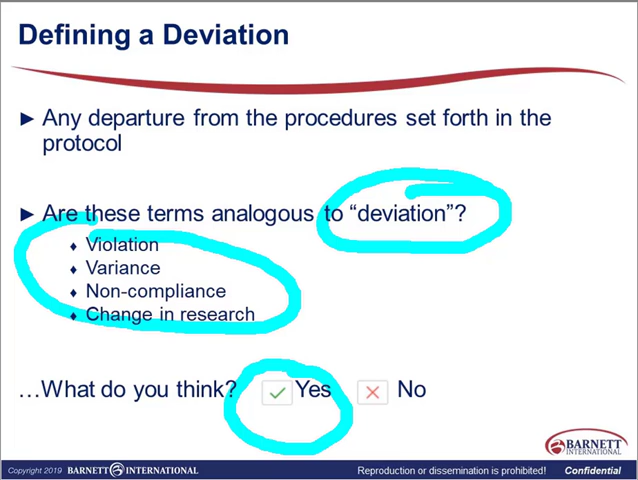 Defining a Deviation
► Any departure from the procedures set forth in the
protocol
► Are these terms analogous to “deviation”?
♦ Violation
♦ Variance
♦ Non-compliance
♦ Change in research
…What do you think? ✓ Yes ✕ No
BARNETT
INTERNATIONAL
Copyright 2019 BARNETT INTERNATIONAL Reproduction or dissemination is prohibited! Confidential